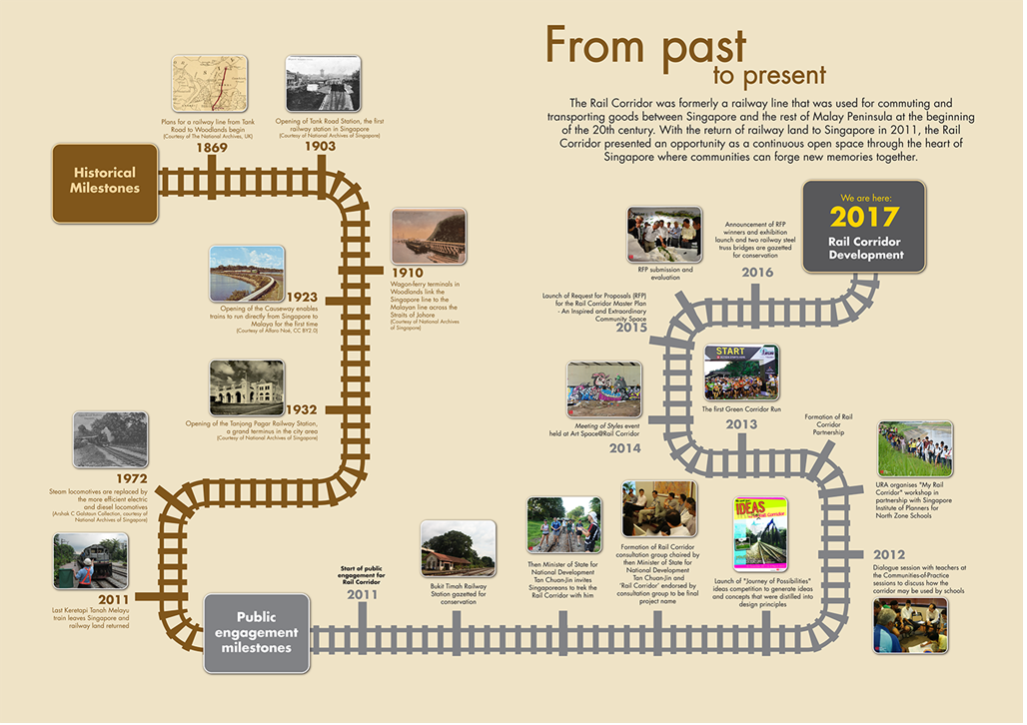 From past
to present
The Rail Corridor was formerly a railway line that was used for commuting and
transporting goods between Singapore and the rest of Malay Peninsula at the beginning
of the 20th century. With the return of railway land to Singapore in 2011, the Rail
Corridor presented an opportunity as a continuous open space through the heart of
Singapore where communities can forge new memories together.
Historical
Milestones
Plans for a railway line from Tank
Road to Woodlands begin
(Courtesy of The National Archives, UK)
1869
Opening of Tank Road Station, the first
railway station in Singapore
(Courtesy of National Archives of Singapore)
1903
1910
Wagon-ferry terminals in
Woodlands link the
Singapore line to the
Malayan line across the
Straits of Johore
(Courtesy of National Archives
of Singapore)
1923
Opening of the Causeway enables
trains to run directly from Singapore to
Malaya for the first time
(Courtesy of Alfaro Noé, CC BY2.0)
1932
Opening of the Tanjong Pagar Railway Station,
a grand terminus in the city area
(Courtesy of National Archives of Singapore)
1972
Steam locomotives are replaced by
the more efficient electric
and diesel locomotives
(Arshak C Galstaun Collection, courtesy of
National Archives of Singapore)
2011
Last Keretapi Tanah Melayu
train leaves Singapore and
railway land returned
Public
engagement
milestones
Start of public
engagement for
Rail Corridor
2011
Bukit Timah Railway
Station gazetted for
conservation
Then Minister of State for
National Development
Tan Chuan-Jin invites
Singaporeans to trek the
Rail Corridor with him
Formation of Rail Corridor
consultation group chaired by
then Minister of State for
National Development
Tan Chuan-Jin and
'Rail Corridor' endorsed by
consultation group to be final
project name
IDEAS
Launch of "Journey of Possibilities"
ideas competition to generate ideas
and concepts that were distilled into
design principles
2012
Dialogue session with teachers at
the Communities-of-Practice
sessions to discuss how the
corridor may be used by schools
URA organises "My Rail
Corridor" workshop in
partnership with Singapore
Institute of Planners for
North Zone Schools
Formation of Rail
Corridor
Partnership
START
The first Green Corridor Run
2013
Meeting of Styles event
held at Art Space@Rail Corridor
2014
Launch of Request for Proposals (RFP)
for the Rail Corridor Master Plan
- An Inspired and Extraordinary
Community Space
2015
RFP submission and
evaluation
Announcement of RFP
winners and exhibition
launch and two railway steel
truss bridges are gazetted
for conservation
2016
We are here:
2017
Rail Corridor
Development